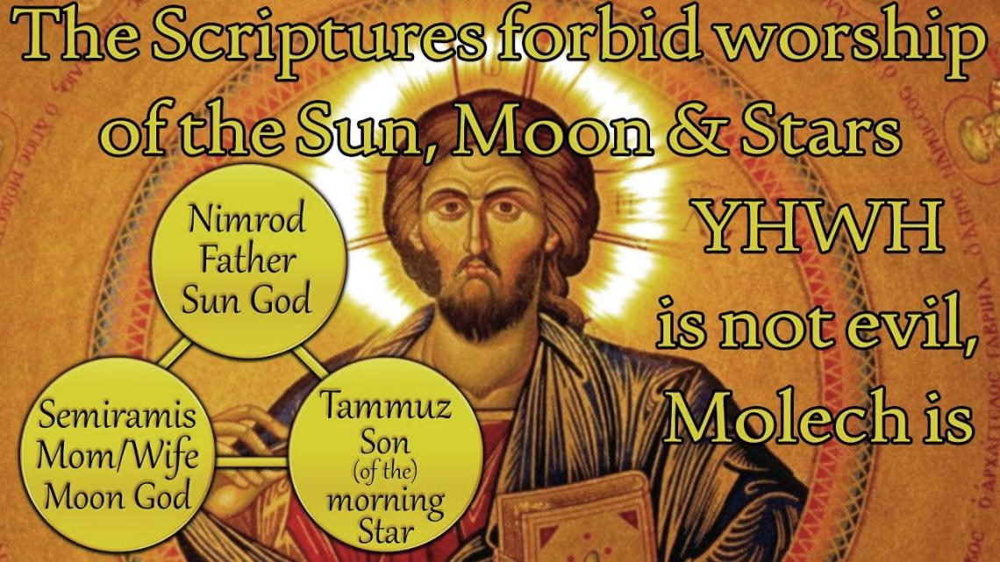 The Scriptures forbid worship
of the Sun, Moon & Stars
YHWH
is not evil,
Molech is
Nimrod
Father
Sun God
Semiramis
Mom/Wife
Moon God
Tammuz
Son
(of the)
morning
Star